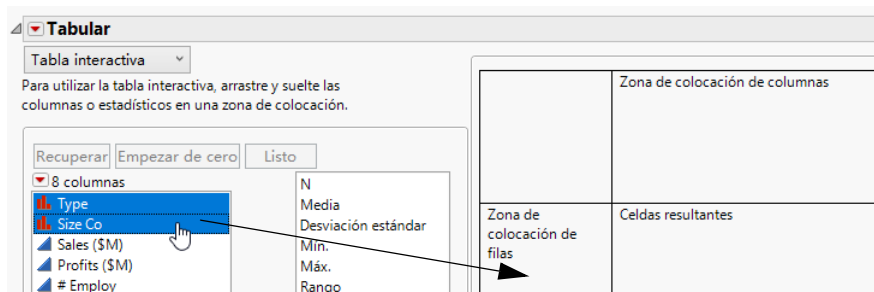 Tabular
Tabla interactiva
Para utilizar la tabla interactiva, arrastre y suelte las
columnas o estadísticos en una zona de colocación.
Recuperar Empezar de cero Listo
8 columnas
Type
Size Co
Sales ($M)
Profits ($M)
# Employ
N
Media
Desviación estándar
Mín.
Máx.
Rango
Zona de colocación de columnas
Zona de
colocación de
filas
Celdas resultantes